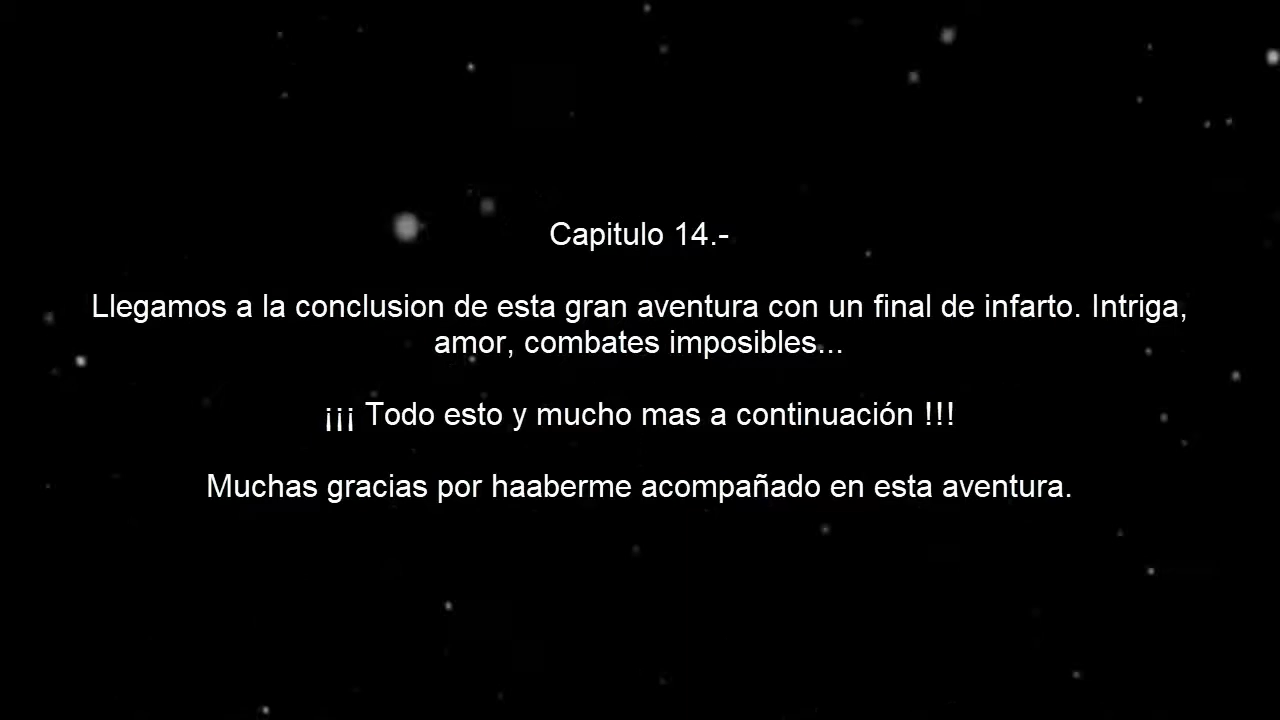 Capitulo 14.-
Llegamos a la conclusion de esta gran aventura con un final de infarto. Intriga,
amor, combates imposibles...
¡¡¡ Todo esto y mucho mas a continuación !!!
Muchas gracias por haaberme acompañado en esta aventura.